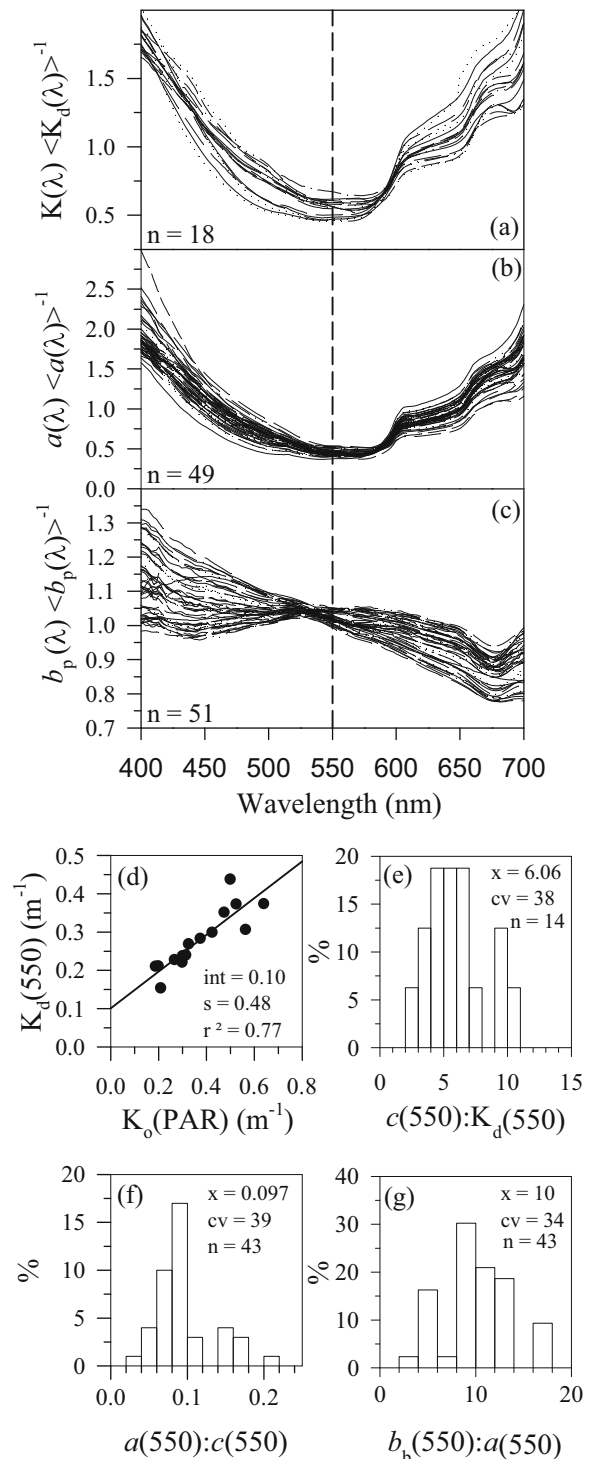 1.5
1.0
0.5
K(λ) <K_d(λ)>^-1
(a)
n = 18
2.5
2.0
1.5
1.0
0.5
0.0
a(λ) <a(λ)>^-1
(b)
n = 49
1.3
1.2
1.1
1.0
0.9
0.8
0.7
b_p(λ) <b_p(λ)>^-1
(c)
n = 51
400 450 500 550 600 650 700
Wavelength (nm)
0.5
0.4
0.3
0.2
0.1
0.0
K_d(550) (m^-1)
(d)
int = 0.10
s = 0.48
r² = 0.77
0.0 0.2 0.4 0.6 0.8
K_o(PAR) (m^-1)
20
15
10
5
0
%
(e)
x = 6.06
cv = 38
n = 14
0 5 10 15
c(550):K_d(550)
20
15
10
5
0
%
(f)
x = 0.097
cv = 39
n = 43
0.0 0.1 0.2
a(550):c(550)
40
30
20
10
0
%
(g)
x = 10
cv = 34
n = 43
0 10 20
b_b(550):a(550)